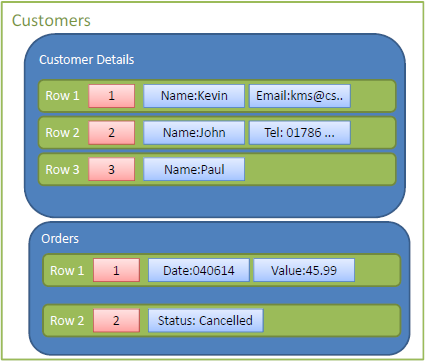 Customers
Customer Details
Row 1 1 Name:Kevin Email:kms@cs..
Row 2 2 Name:John Tel: 01786 ...
Row 3 3 Name:Paul
Orders
Row 1 1 Date:040614 Value:45.99
Row 2 2 Status: Cancelled